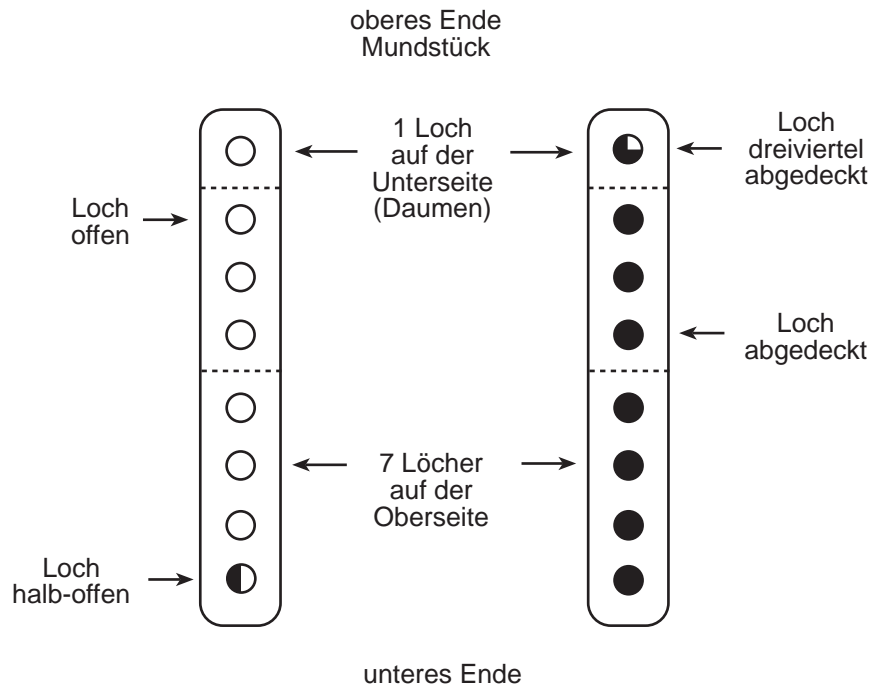 oberes Ende
Mundstück
1 Loch
auf der
Unterseite
(Daumen)
Loch
dreiviertel
abgedeckt
Loch
offen
Loch
abgedeckt
7 Löcher
auf der
Oberseite
Loch
halb-offen
unteres Ende